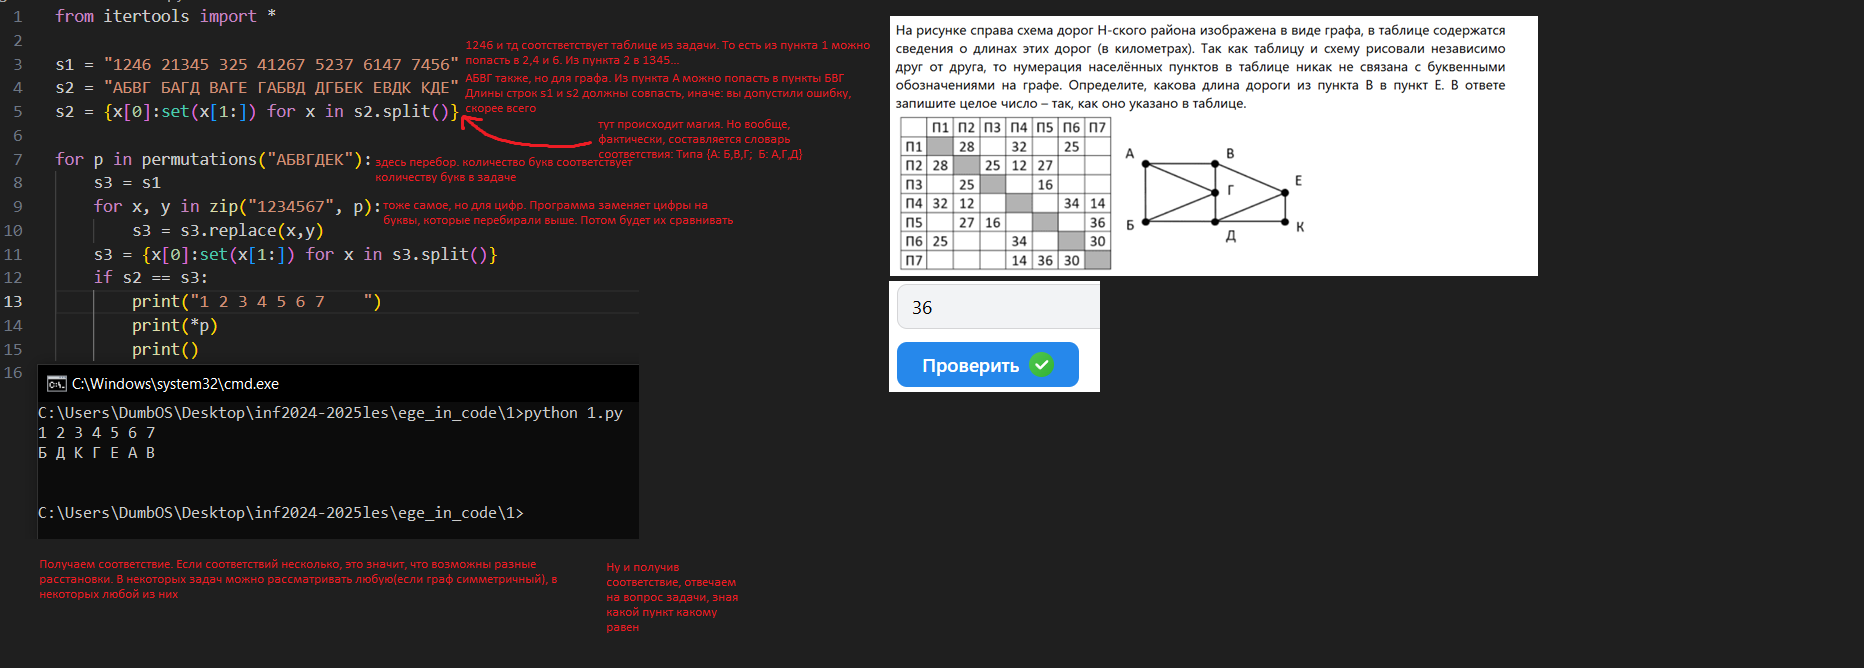 1 from itertools import *
2
3 s1 = "1246 21345 325 41267 5237 6147 7456"
4 s2 = "АБВГ БАГД ВАГЕ ГАБВД ДГБЕК ЕВДК КДЕ"
5 s2 = {x[0]:set(x[1:]) for x in s2.split()}
6
7 for p in permutations("АБВГДЕК"):
8 s3 = s1
9 for x, y in zip("1234567", p):
10 s3 = s3.replace(x,y)
11 s3 = {x[0]:set(x[1:]) for x in s3.split()}
12 if s2 == s3:
13 print("1 2 3 4 5 6 7    ")
14 print(*p)
15 print()
16
1246 и тд соотстветствует таблице из задачи. То есть из пункта 1 можно
попасть в 2,4 и 6. Из пункта 2 в 1345...
АБВГ также, но для графа. Из пункта А можно попасть в пункты БВГ
Длины строк s1 и s2 должны совпасть, иначе: вы допустили ошибку,
скорее всего
тут происходит магия. Но вообще,
фактически, составляется словарь
соответствия: Типа {А: Б,В,Г;  Б: А,Г,Д}
здесь перебор. количество букв соответствует
количеству букв в задаче
тоже самое, но для цифр. Программа заменяет цифры на
буквы, которые перебирали выше. Потом будет их сравнивать
C:\Windows\system32\cmd.exe
C:\Users\DumbOS\Desktop\inf2024-2025les\ege_in_code\1>python 1.py
1 2 3 4 5 6 7
Б Д К Г Е А В
C:\Users\DumbOS\Desktop\inf2024-2025les\ege_in_code\1>
Получаем соответствие. Если соответствий несколько, это значит, что возможны разные
расстановки. В некоторых задач можно рассматривать любую(если граф симметричный), в
некоторых любой из них
Ну и получив
соответствие, отвечаем
на вопрос задачи, зная
какой пункт какому
равен
На рисунке справа схема дорог Н-ского района изображена в виде графа, в таблице содержатся
сведения о длинах этих дорог (в километрах). Так как таблицу и схему рисовали независимо
друг от друга, то нумерация населённых пунктов в таблице никак не связана с буквенными
обозначениями на графе. Определите, какова длина дороги из пункта В в пункт Е. В ответе
запишите целое число – так, как оно указано в таблице.
П1 П2 П3 П4 П5 П6 П7
П1 28 32 25
П2 28 25 12 27
П3 25 16
П4 32 12 34 14
П5 27 16 36
П6 25 34 30
П7 14 36 30
А В
Г Е
Б Д К
36
Проверить